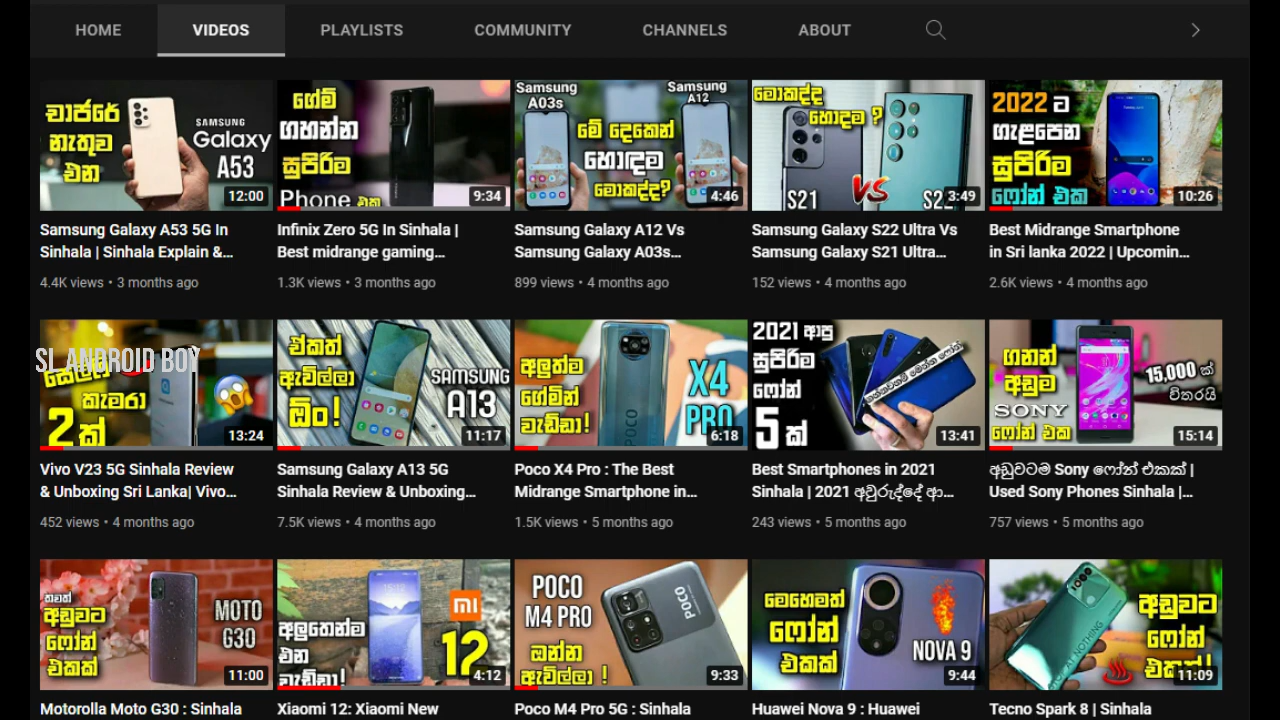 HOME VIDEOS PLAYLISTS COMMUNITY CHANNELS ABOUT
චාජරේ
නැතුව
එන
SAMSUNG
Galaxy
A53
12:00
ගේම්
ගහන්න
සුපිරිම
Phone එක
9:34
Samsung
A03s
Samsung
A12
මේ දෙකෙන්
හොඳම
මොකද්ද?
4:46
මොකද්ද
හොඳම ?
S21
VS
S22
3:49
2022 ට
ගැළපෙන
සුපිරිම
ෆෝන් එක
10:26
Samsung Galaxy A53 5G In
Sinhala | Sinhala Explain &...
4.4K views • 3 months ago
Infinix Zero 5G In Sinhala |
Best midrange gaming...
1.3K views • 3 months ago
Samsung Galaxy A12 Vs
Samsung Galaxy A03s...
899 views • 4 months ago
Samsung Galaxy S22 Ultra Vs
Samsung Galaxy S21 Ultra...
152 views • 4 months ago
Best Midrange Smartphone
in Sri lanka 2022 | Upcomin...
2.6K views • 4 months ago
SL ANDROID BOY
කැමරා
2ක්
13:24
ඒකත්
ඇවිල්ලා
ඕං!
SAMSUNG
A13
11:17
අලුත්ම
ගේමින්
වැඩ්ඩා!
X4
PRO
POCO
6:18
2021 ආපු
සුපිරිම
ෆෝන්
5 ක්
13:41
ගනන්
අඩුම
SONY
ෆෝන් එක
15,000 ක්
විතරයි
15:14
Vivo V23 5G Sinhala Review
& Unboxing Sri Lanka| Vivo...
452 views • 4 months ago
Samsung Galaxy A13 5G
Sinhala Review & Unboxing...
7.5K views • 4 months ago
Poco X4 Pro : The Best
Midrange Smartphone in...
1.5K views • 5 months ago
Best Smartphones in 2021
Sinhala | 2021 අවුරුද්දේ ආ...
243 views • 5 months ago
අඩුවටම Sony ෆෝන් එකක් |
Used Sony Phones Sinhala |...
757 views • 5 months ago
තවත්
අඩුවට
ෆෝන්
එකක්
MOTO
G30
11:00
අලුතෙන්ම
එන
වැඩ්ඩා!
mi
12
4:12
POCO
M4 PRO
ඔන්න
ඇවිල්ලා !
POCO
9:33
මෙහෙමත්
ෆෝන්
එකක්
NOVA 9
9:44
අඩුවට
ෆෝන්
එකක්!
11:09
Motorolla Moto G30 : Sinhala
Xiaomi 12: Xiaomi New
Poco M4 Pro 5G : Sinhala
Huawei Nova 9 : Huawei
Tecno Spark 8 | Sinhala